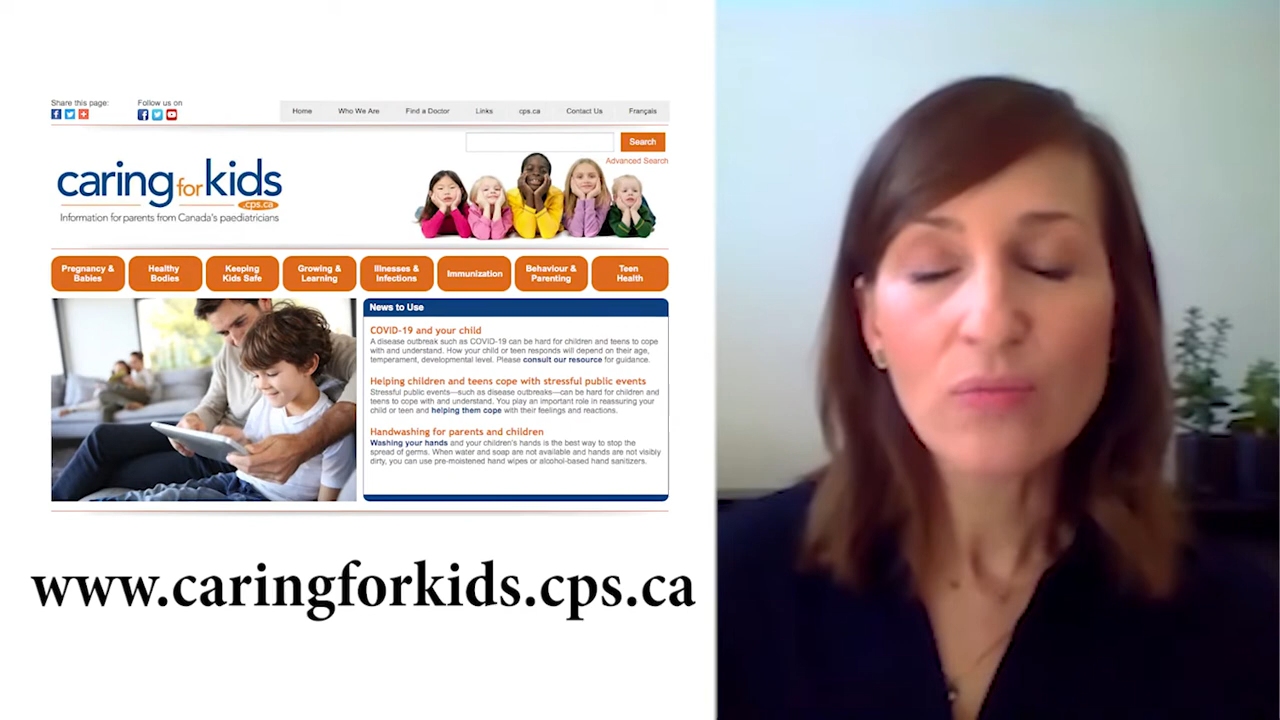 Share this page:
Follow us on
Home Who We Are Find a Doctor Links cps.ca Contact Us Français
Search
Advanced Search
caring for kids
.cps.ca
Information for parents from Canada's paediatricians
Pregnancy & Babies
Healthy Bodies
Keeping Kids Safe
Growing & Learning
Illnesses & Infections
Immunization
Behaviour & Parenting
Teen Health
News to Use
COVID-19 and your child
A disease outbreak such as COVID-19 can be hard for children and teens to cope
with and understand. How your child or teen responds will depend on their age,
temperament, developmental level. Please consult our resource for guidance.
Helping children and teens cope with stressful public events
Stressful public events—such as disease outbreaks—can be hard for children and
teens to cope with and understand. You play an important role in reassuring your
child or teen and helping them cope with their feelings and reactions.
Handwashing for parents and children
Washing your hands and your children's hands is the best way to stop the
spread of germs. When water and soap are not available and hands are not visibly
dirty, you can use pre-moistened hand wipes or alcohol-based hand sanitizers.
www.caringforkids.cps.ca